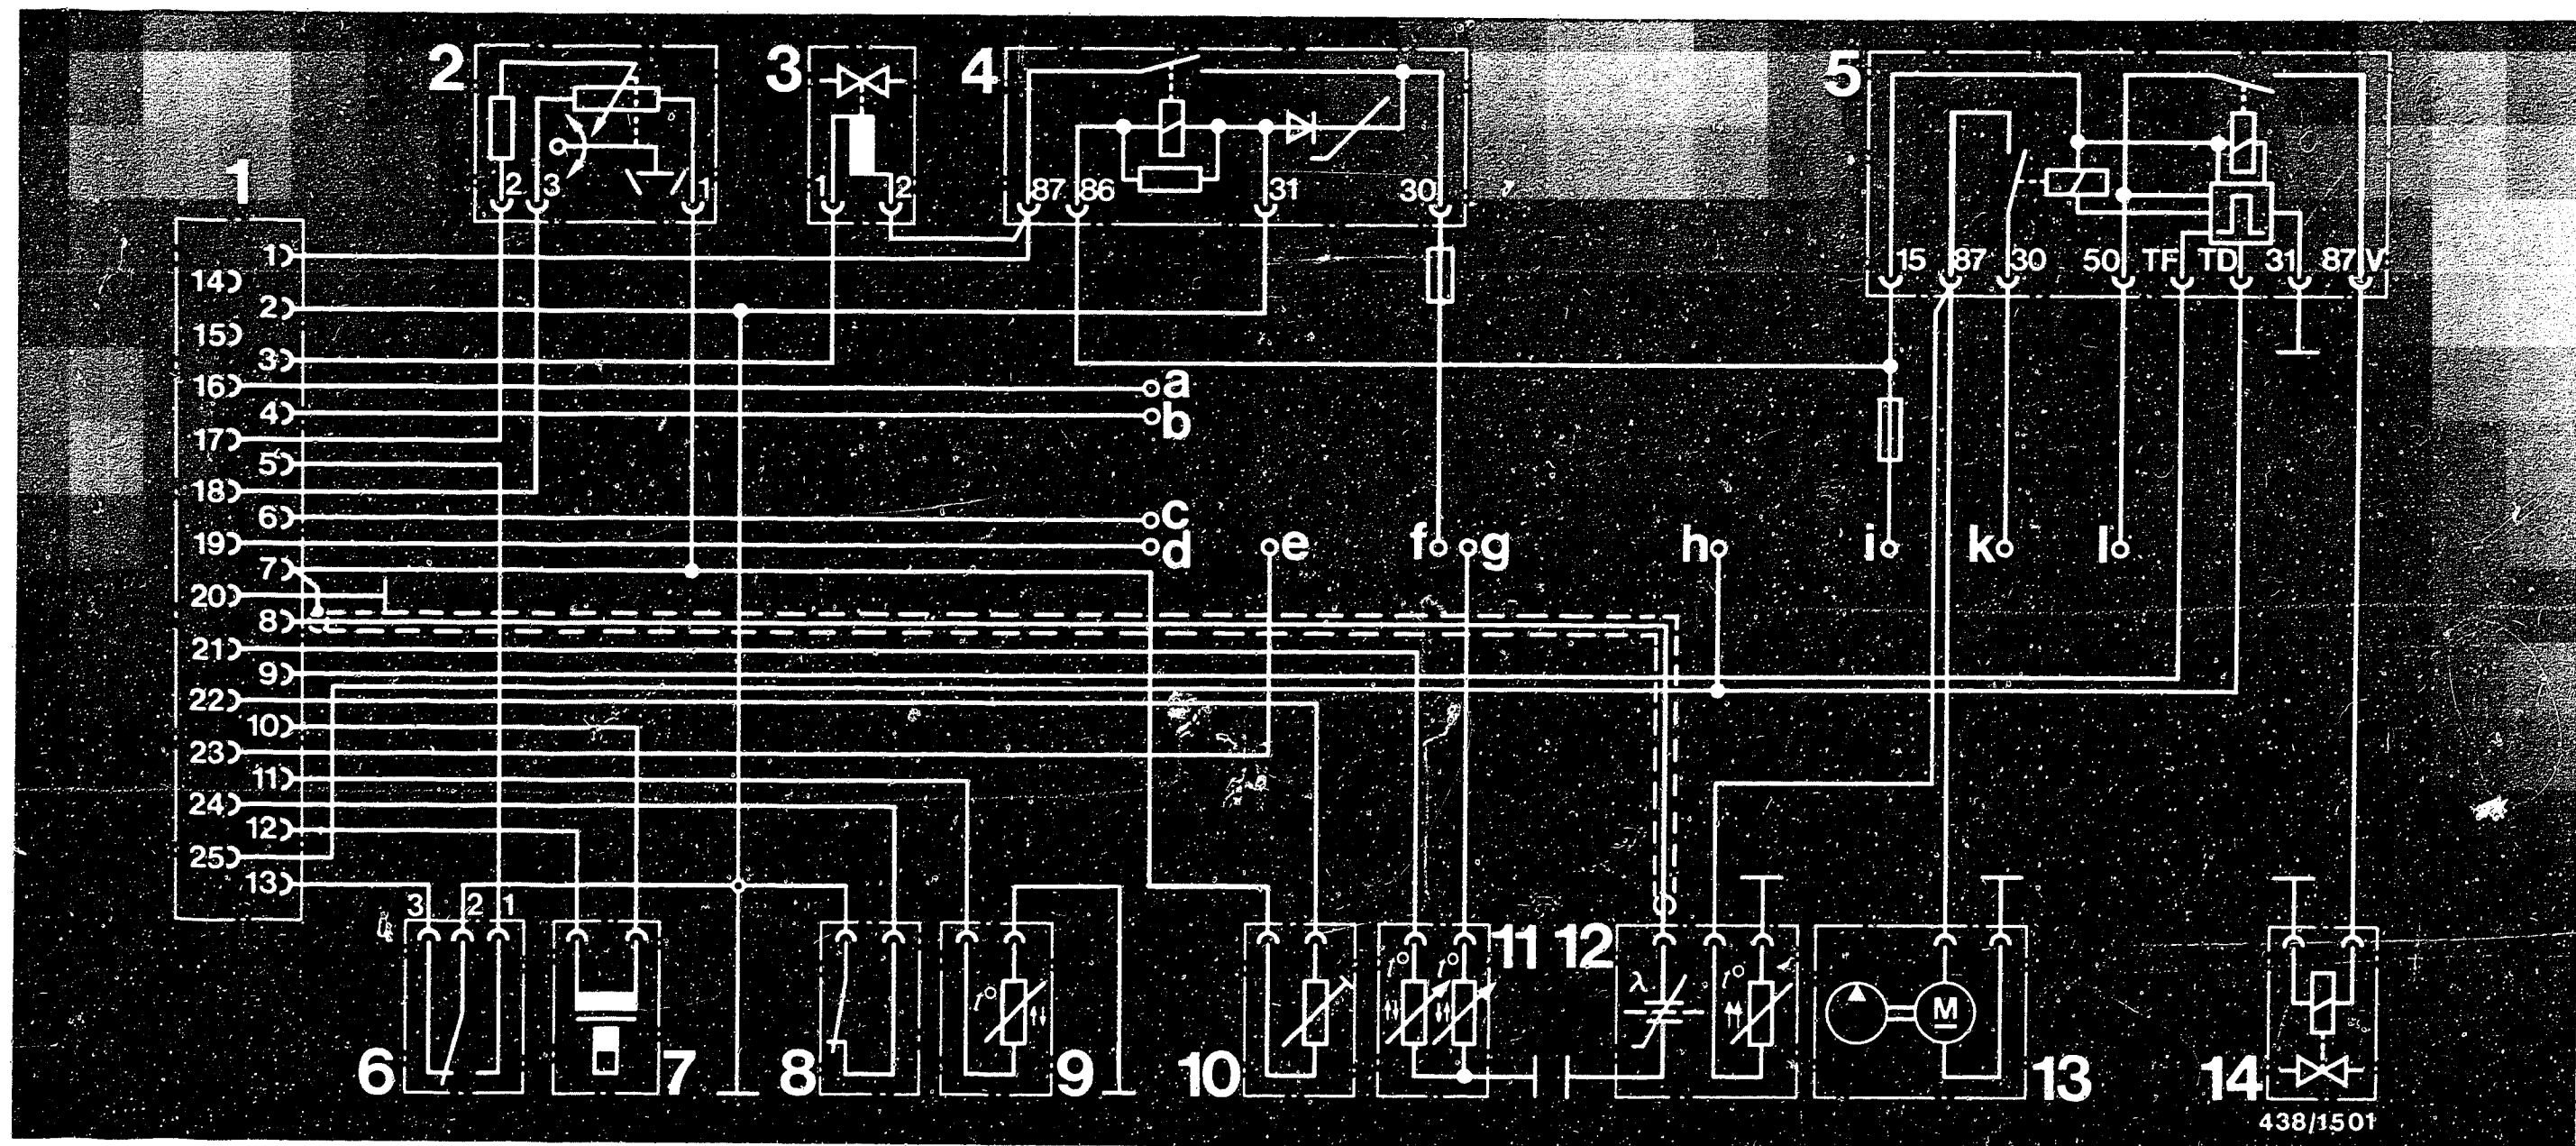 2 3 4 5
1
2 3 1
1 2
87 86 31 30
15 87 30 50 TF TD 31 87 V
1
14
2
15
3
16 a
4 b
17
5
18
6 c
19 d
e f g h i k l
7
20
8
21
9
22
10
23
11
24
12
25
13
3 2 1
11 12
t° t° t° λ t°
M
6 7 8 9 10 13 14
438/1501